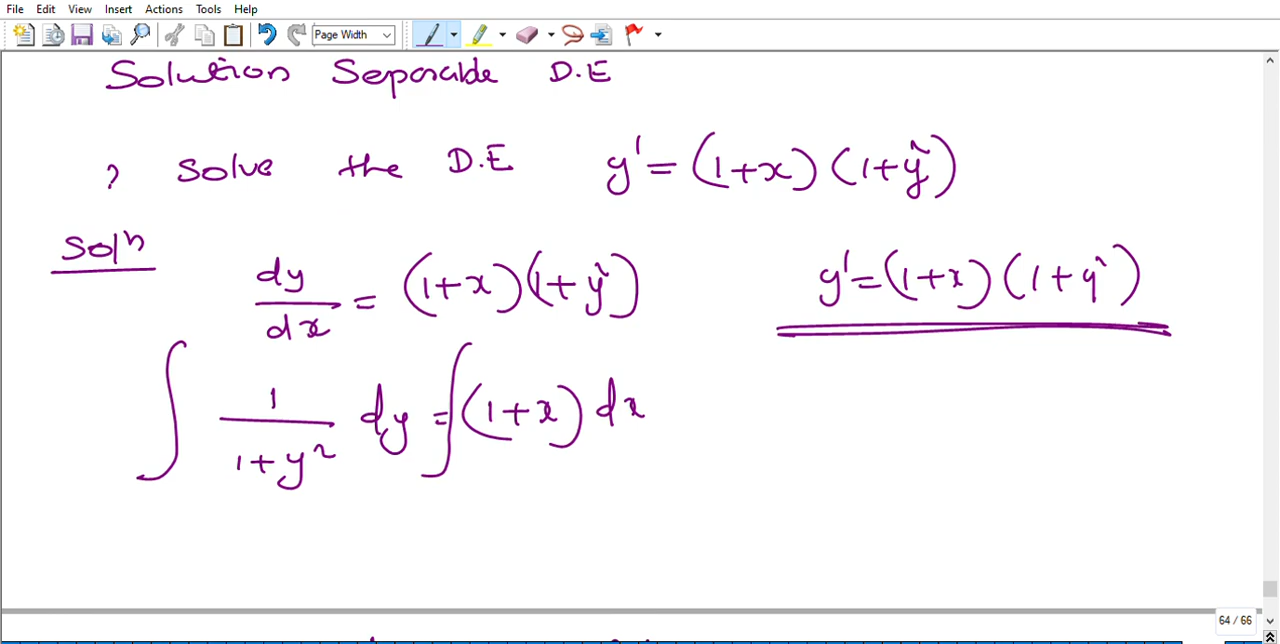 File Edit View Insert Actions Tools Help
Page Width
Solution Separable D.E
Solve the D.E y' = (1+x)(1+y²)
Solⁿ
dy/dx = (1+x)(1+y²)
y' = (1+x)(1+y²)
∫ 1/(1+y²) dy = ∫(1+x) dx
64 / 66